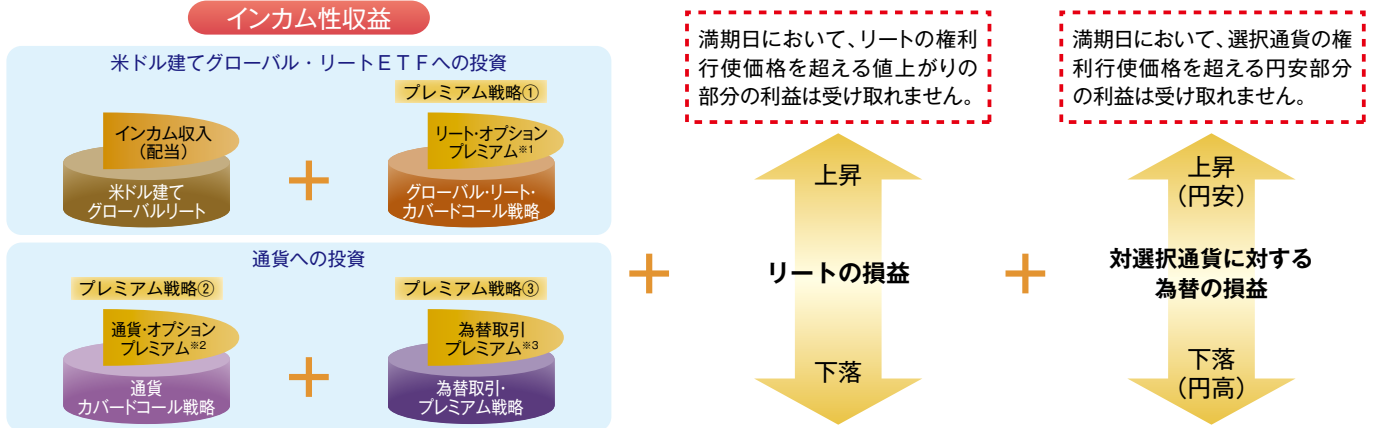 インカム性収益
米ドル建てグローバル・リートETFへの投資
プレミアム戦略①
インカム収入
(配当)
米ドル建て
グローバルリート
+
リート・オプション
プレミアム※1
グローバル・リート・
カバードコール戦略
通貨への投資
プレミアム戦略②
通貨・オプション
プレミアム※2
通貨
カバードコール戦略
+
プレミアム戦略③
為替取引
プレミアム※3
為替取引・
プレミアム戦略
+
満期日において、リートの権利
行使価格を超える値上がりの
部分の利益は受け取れません。
上昇
リートの損益
下落
+
満期日において、選択通貨の権
利行使価格を超える円安部分
の利益は受け取れません。
上昇
(円安)
対選択通貨に対する
為替の損益
下落
(円高)